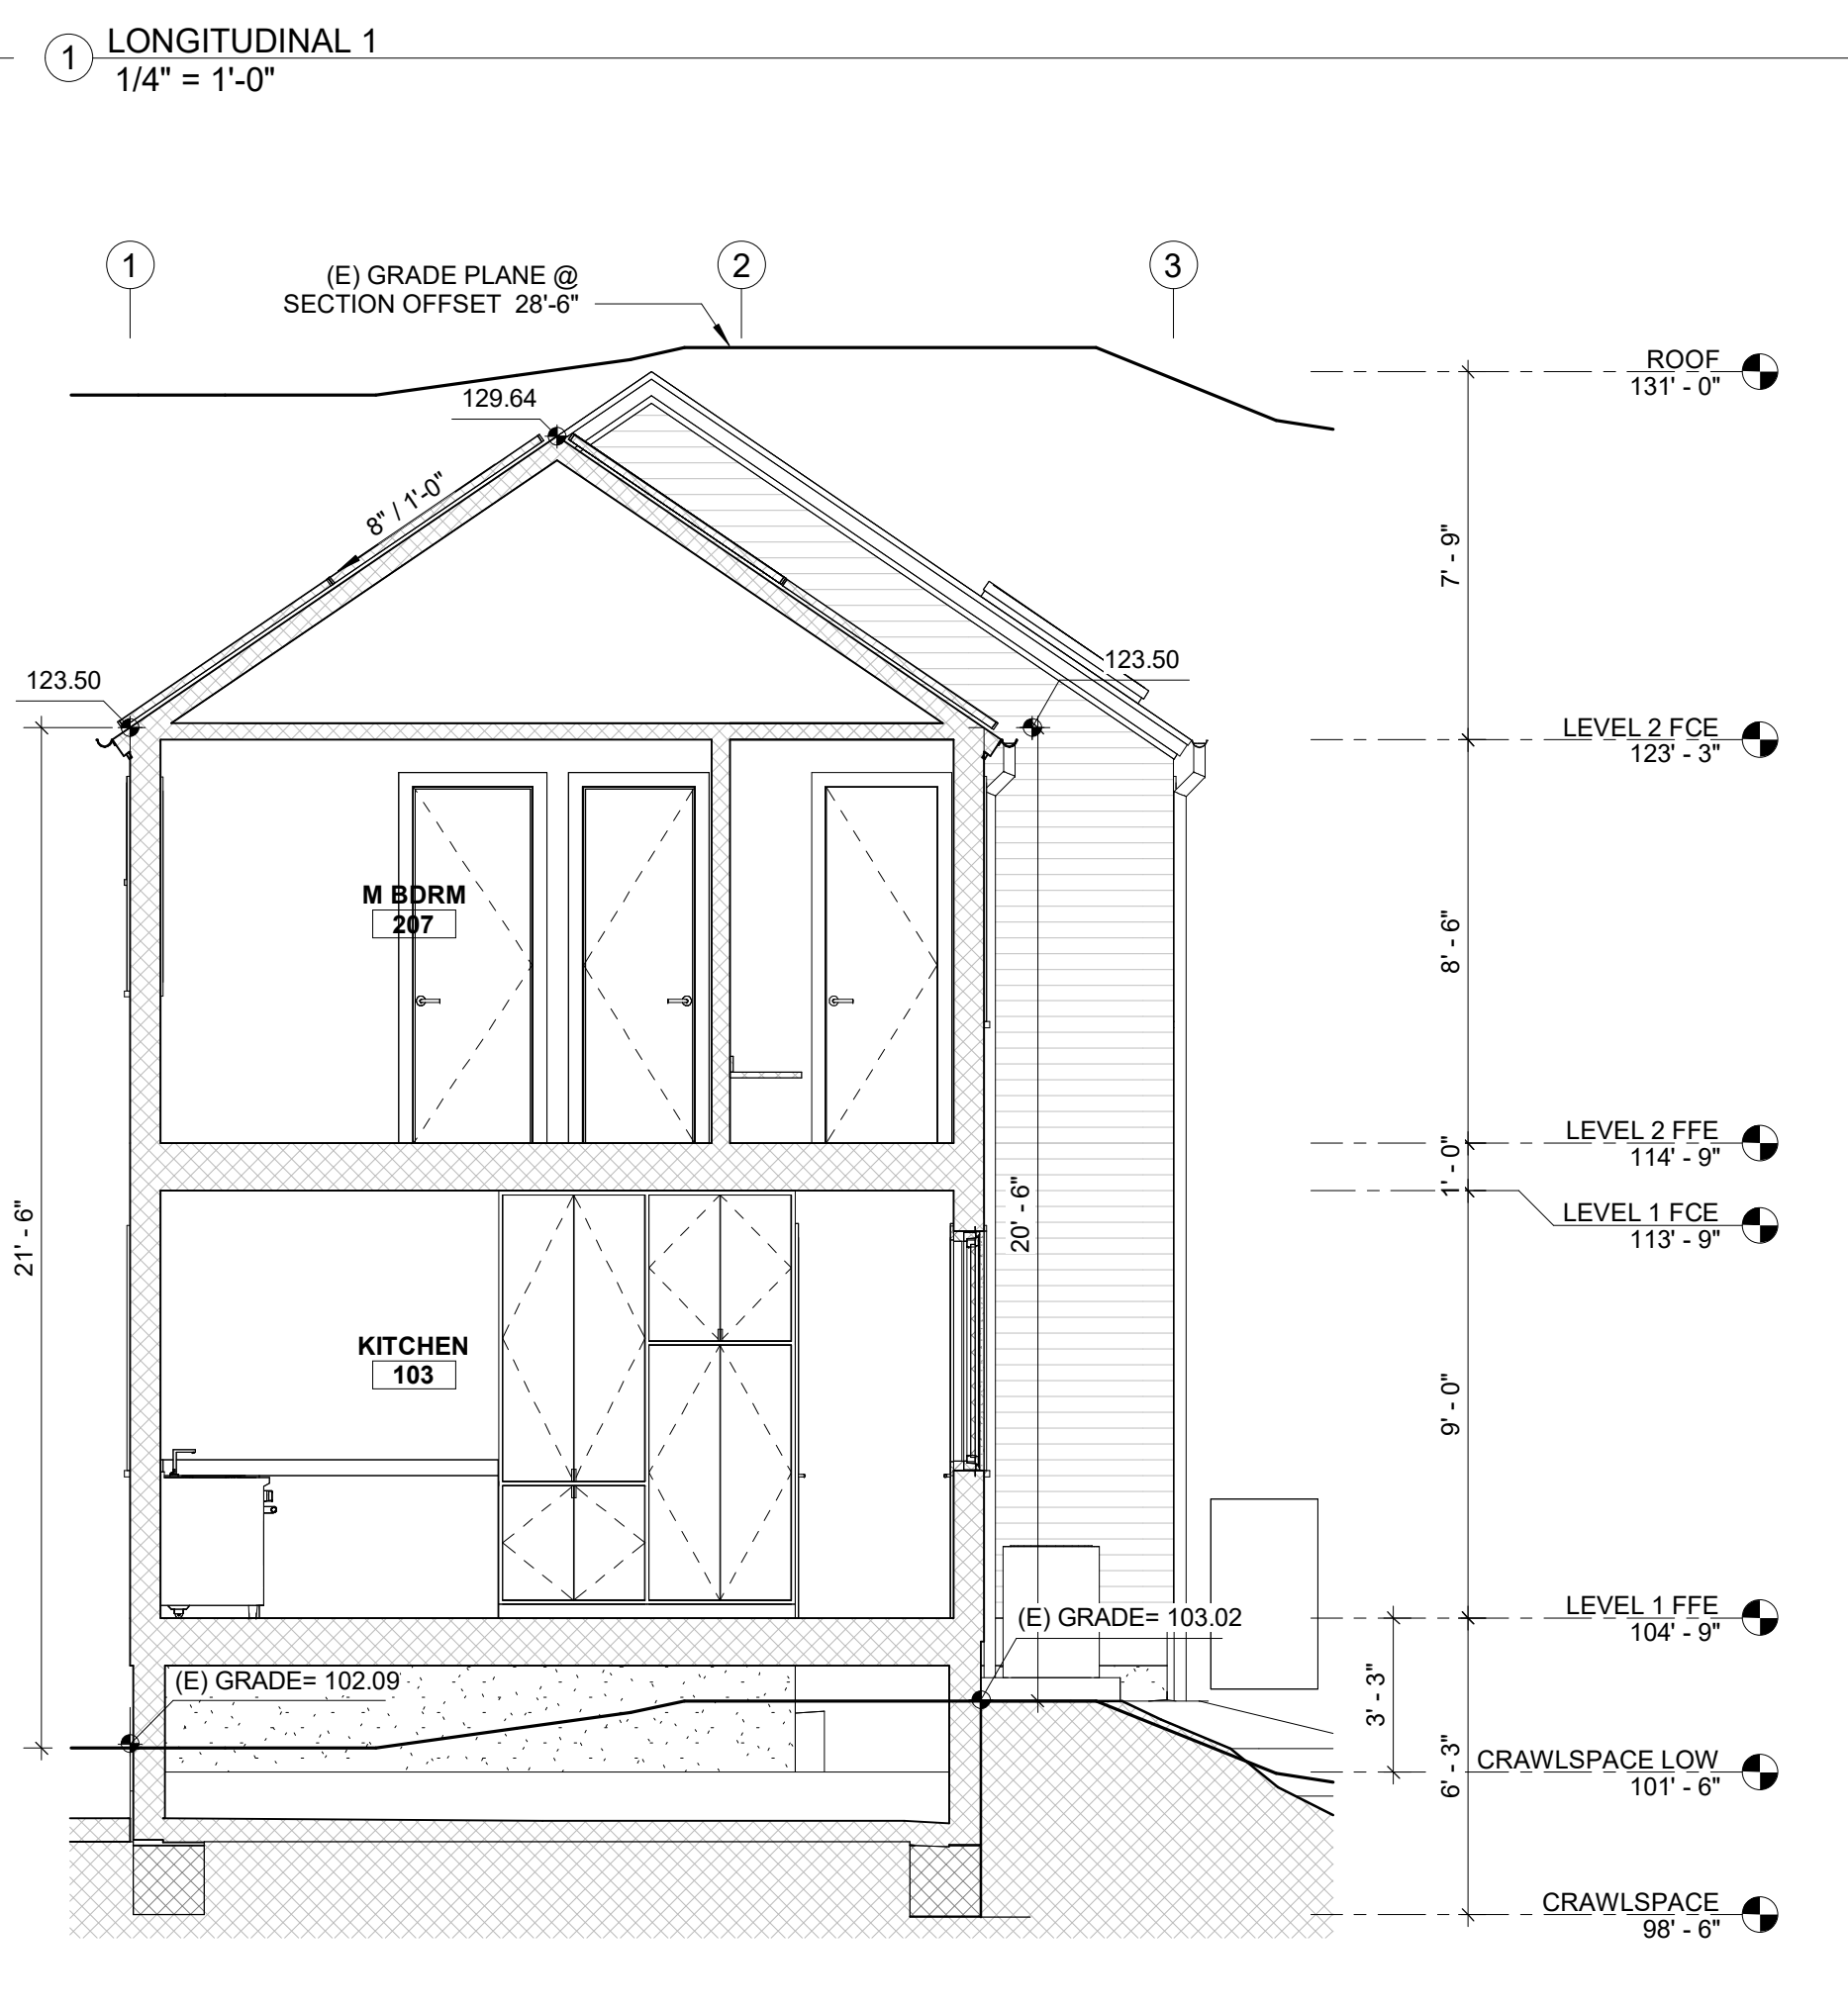 1 LONGITUDINAL 1
1/4" = 1'-0"
1
2
3
(E) GRADE PLANE @
SECTION OFFSET 28'-6"
ROOF
131' - 0"
129.64
8" / 1'-0"
7' - 9"
123.50
123.50
LEVEL 2 FCE
123' - 3"
M BDRM
207
8' - 6"
LEVEL 2 FFE
114' - 9"
1' - 0"
LEVEL 1 FCE
113' - 9"
21' - 6"
20' - 6"
KITCHEN
103
9' - 0"
LEVEL 1 FFE
104' - 9"
(E) GRADE= 103.02
(E) GRADE= 102.09
3' - 3"
6' - 3"
CRAWLSPACE LOW
101' - 6"
CRAWLSPACE
98' - 6"